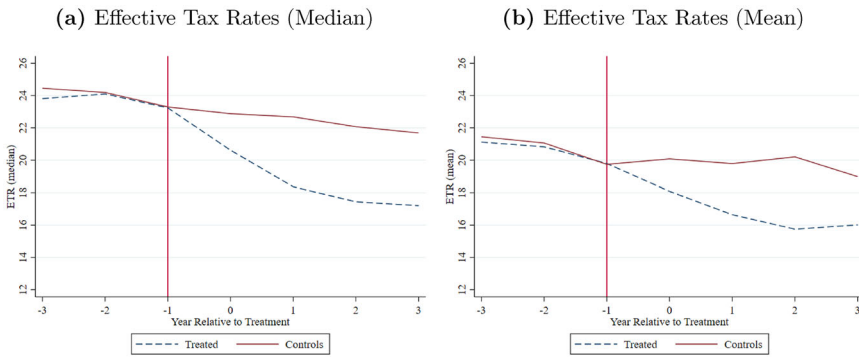 (a) Effective Tax Rates (Median)
26
24
22
20
18
16
14
12
ETR (median)
-3 -2 -1 0 1 2 3
Year Relative to Treatment
Treated Controls
(b) Effective Tax Rates (Mean)
26
24
22
20
18
16
14
12
ETR (mean)
-3 -2 -1 0 1 2 3
Year Relative to Treatment
Treated Controls